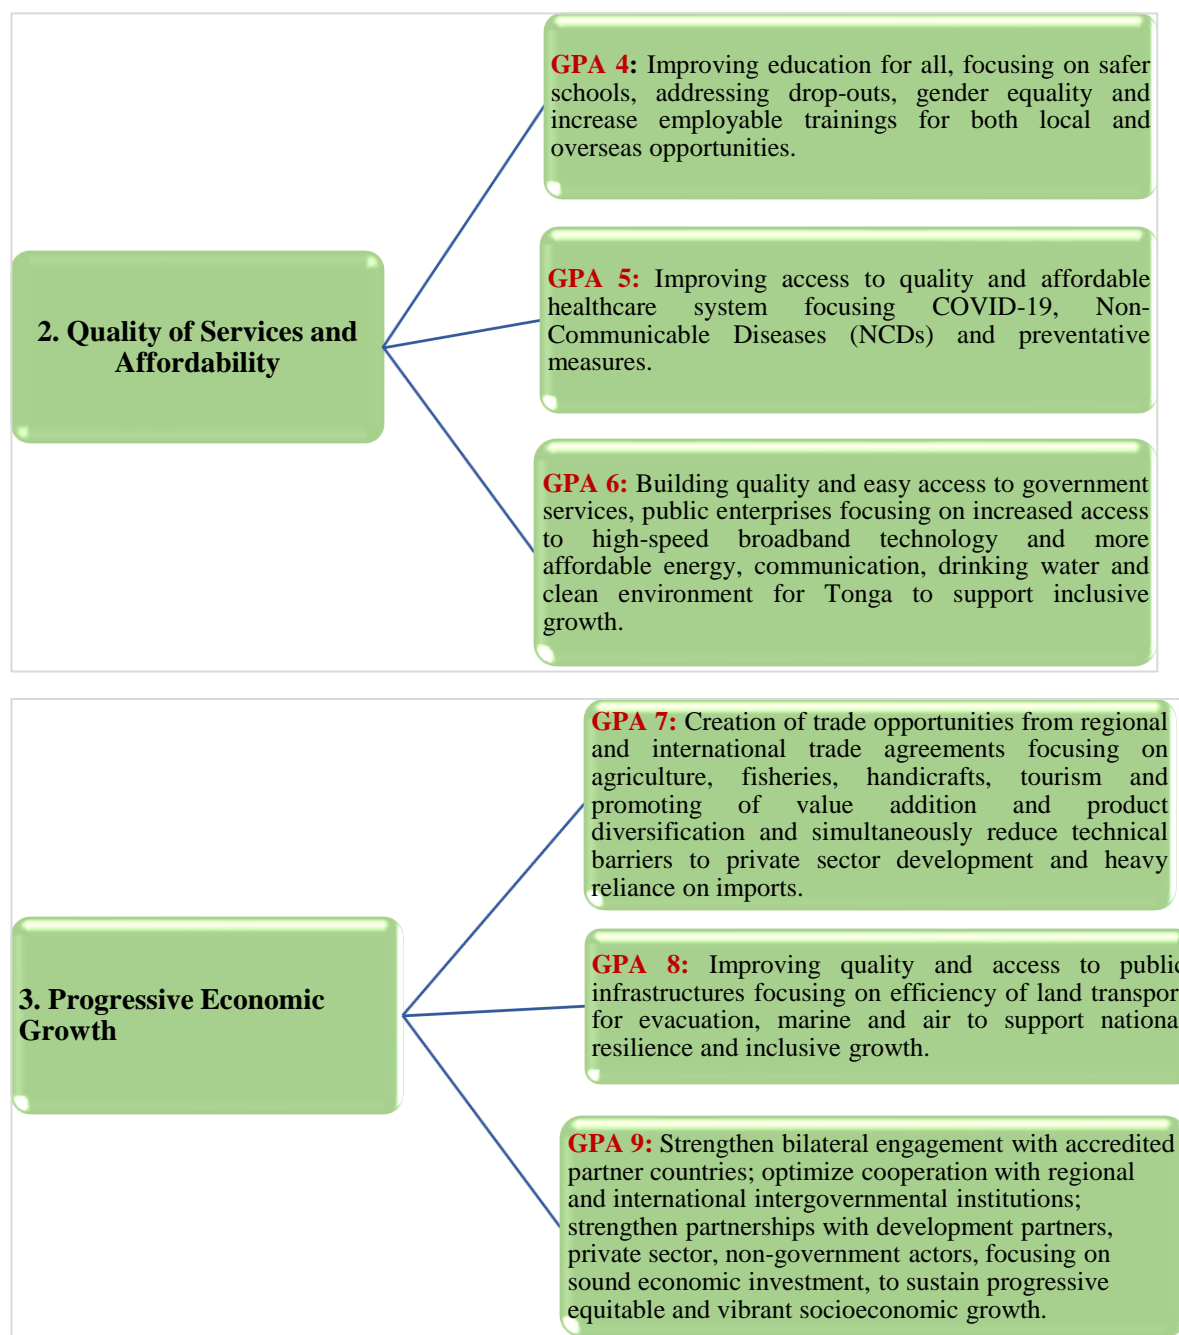 GPA 4: Improving education for all, focusing on safer
schools, addressing drop-outs, gender equality and
increase employable trainings for both local and
overseas opportunities.
2. Quality of Services and
Affordability
GPA 5: Improving access to quality and affordable
healthcare system focusing COVID-19, Non-
Communicable Diseases (NCDs) and preventative
measures.
GPA 6: Building quality and easy access to government
services, public enterprises focusing on increased access
to high-speed broadband technology and more
affordable energy, communication, drinking water and
clean environment for Tonga to support inclusive
growth.
GPA 7: Creation of trade opportunities from regional
and international trade agreements focusing on
agriculture, fisheries, handicrafts, tourism and
promoting of value addition and product
diversification and simultaneously reduce technical
barriers to private sector development and heavy
reliance on imports.
3. Progressive Economic
Growth
GPA 8: Improving quality and access to public
infrastructures focusing on efficiency of land transport
for evacuation, marine and air to support national
resilience and inclusive growth.
GPA 9: Strengthen bilateral engagement with accredited
partner countries; optimize cooperation with regional
and international intergovernmental institutions;
strengthen partnerships with development partners,
private sector, non-government actors, focusing on
sound economic investment, to sustain progressive
equitable and vibrant socioeconomic growth.